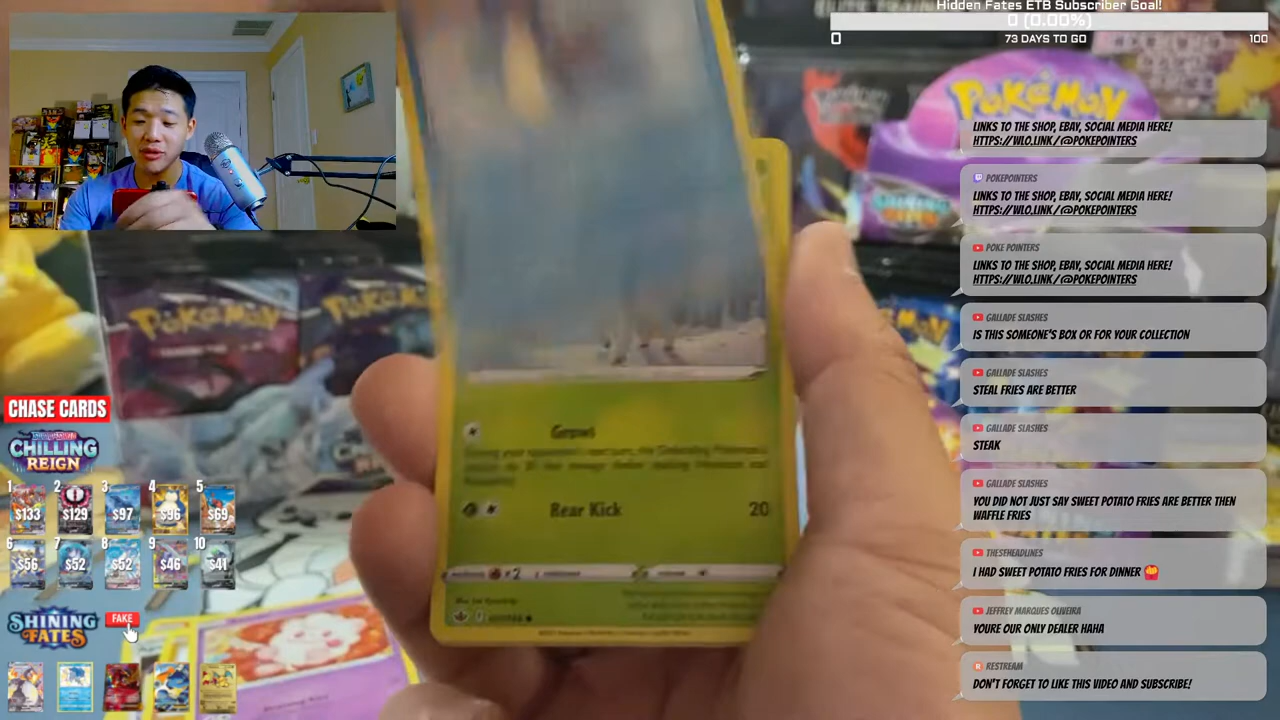 Hidden Fates ETB Subscriber Goal!
0 (0.00%)
0
73 DAYS TO GO
100
POKÉMON
SHINING FATES
LINKS TO THE SHOP, EBAY, SOCIAL MEDIA HERE!
HTTPS://WLO.LINK/@POKEPOINTERS
POKEPOINTERS
LINKS TO THE SHOP, EBAY, SOCIAL MEDIA HERE!
HTTPS://WLO.LINK/@POKEPOINTERS
POKE POINTERS
LINKS TO THE SHOP, EBAY, SOCIAL MEDIA HERE!
HTTPS://WLO.LINK/@POKEPOINTERS
GALLADE SLASHES
IS THIS SOMEONE'S BOX OR FOR YOUR COLLECTION
GALLADE SLASHES
STEAL FRIES ARE BETTER
GALLADE SLASHES
STEAK
GALLADE SLASHES
YOU DID NOT JUST SAY SWEET POTATO FRIES ARE BETTER THEN
WAFFLE FRIES
THESEHEADLINES
I HAD SWEET POTATO FRIES FOR DINNER
JEFFREY MARQUES OLIVEIRA
YOURE OUR ONLY DEALER HAHA
RESTREAM
DON'T FORGET TO LIKE THIS VIDEO AND SUBSCRIBE!
POKÉMON
POKÉMON
Rear Kick 20
×2
CHASE CARDS
CHILLING
REIGN
1 $133 2 $129 3 $97 4 $96 5 $69
6 $56 7 $52 8 $52 9 $46 10 $41
SHINING
FATES
FAKE